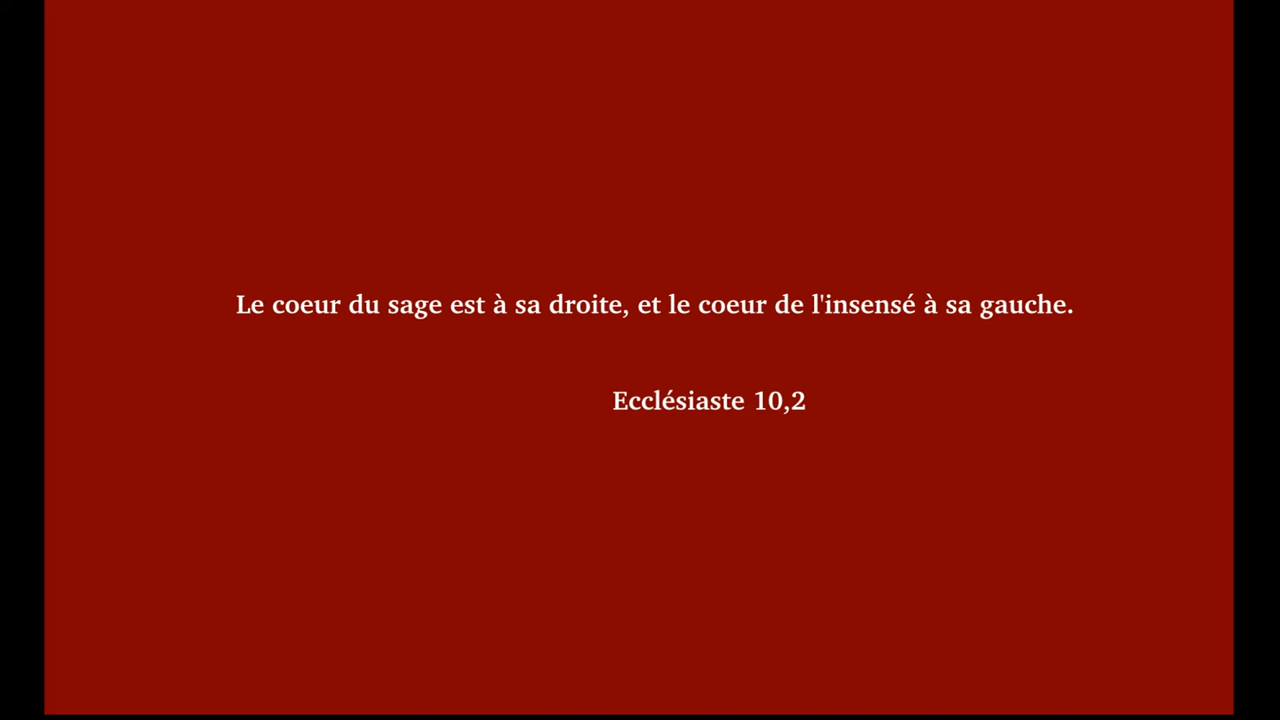 Le coeur du sage est à sa droite, et le coeur de l'insensé à sa gauche.
Ecclésiaste 10,2